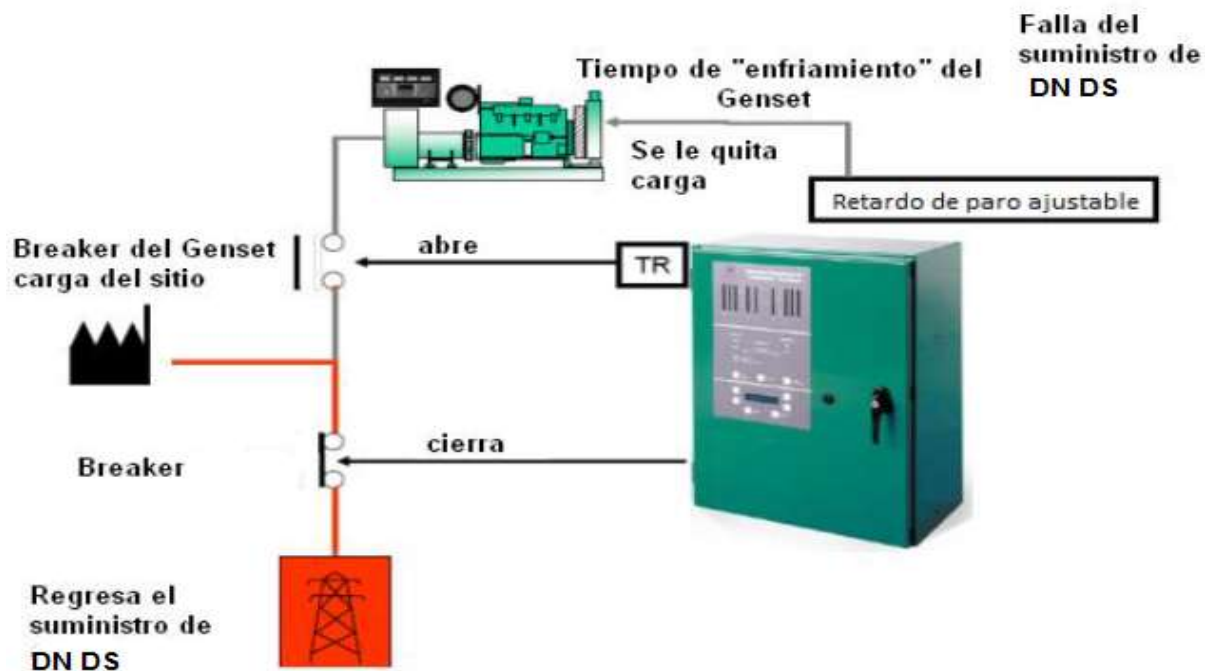 Falla del
suministro de
DN DS
Tiempo de "enfriamiento" del
Genset
Se le quita
carga
Retardo de paro ajustable
Breaker del Genset
carga del sitio
abre
TR
Breaker
cierra
Regresa el
suministro de
DN DS